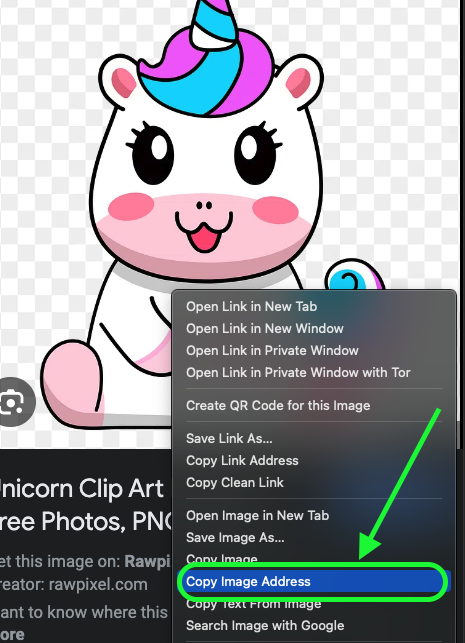 Open Link in New Tab
Open Link in New Window
Open Link in Private Window
Open Link in Private Window with Tor
Create QR Code for this Image
Save Link As...
Copy Link Address
Copy Clean Link
Open Image in New Tab
Save Image As...
Copy Image
Copy Image Address
Copy Text From Image
Search Image with Google
nicorn Clip Art
ree Photos, PN
et this image on: Rawpi
reator: rawpixel.com
ant to know where this
ore